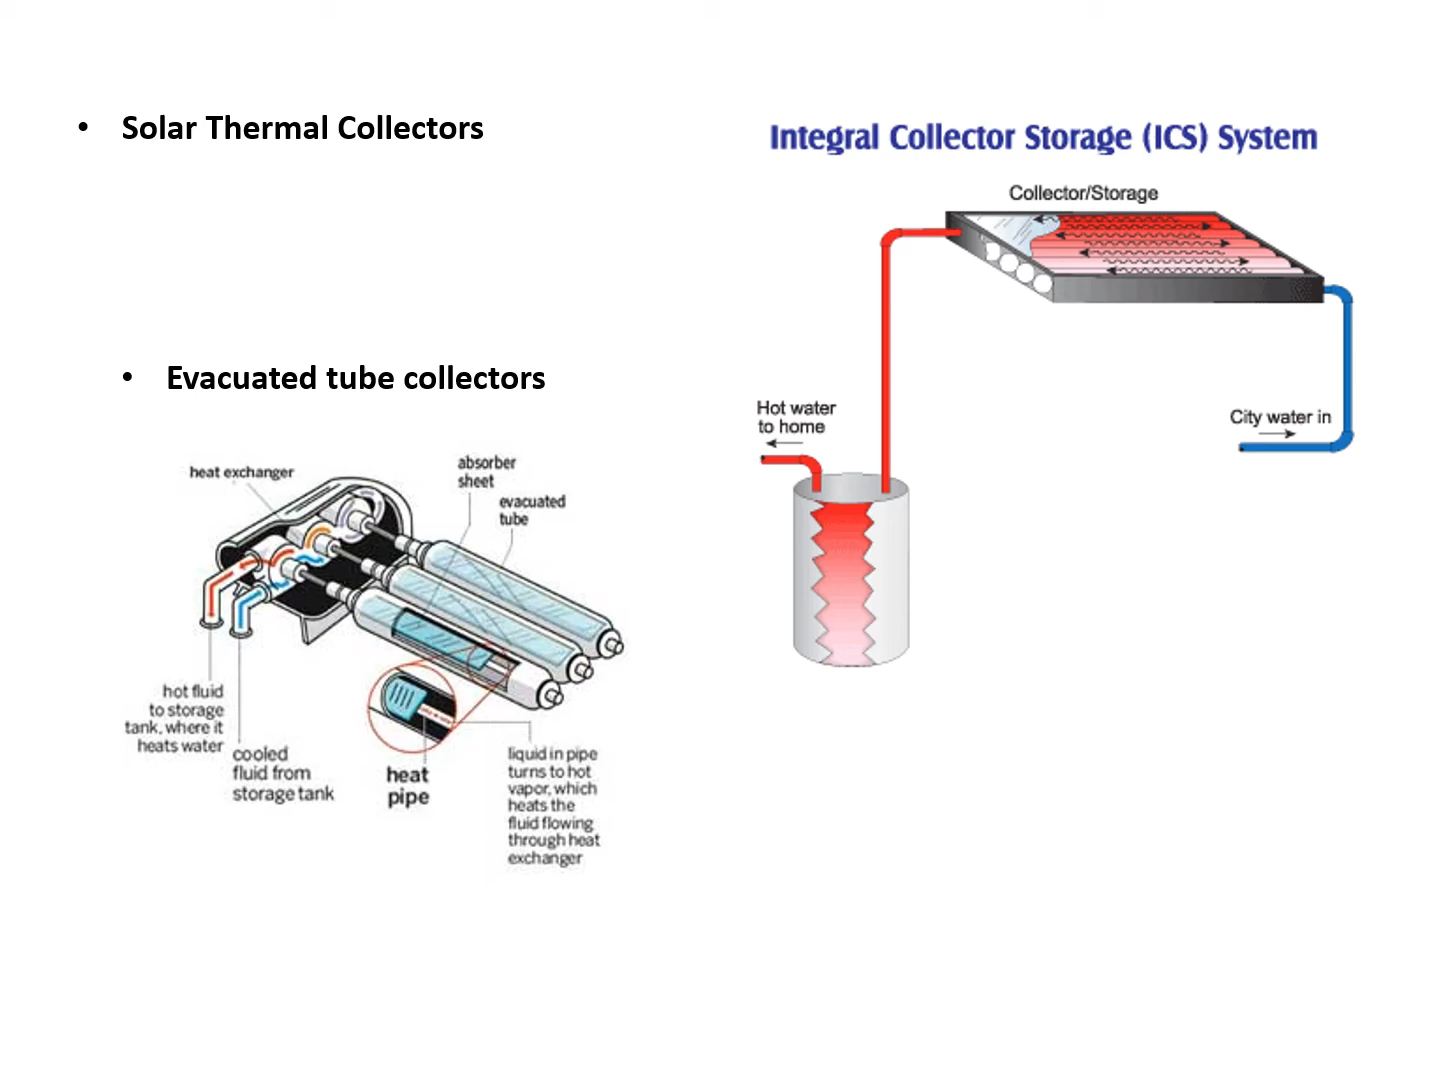 • Solar Thermal Collectors
• Evacuated tube collectors
heat exchanger
absorber
sheet
evacuated
tube
hot fluid
to storage
tank, where it
heats water
cooled
fluid from
storage tank
heat
pipe
liquid in pipe
turns to hot
vapor, which
heats the
fluid flowing
through heat
exchanger
Integral Collector Storage (ICS) System
Collector/Storage
Hot water
to home
City water in